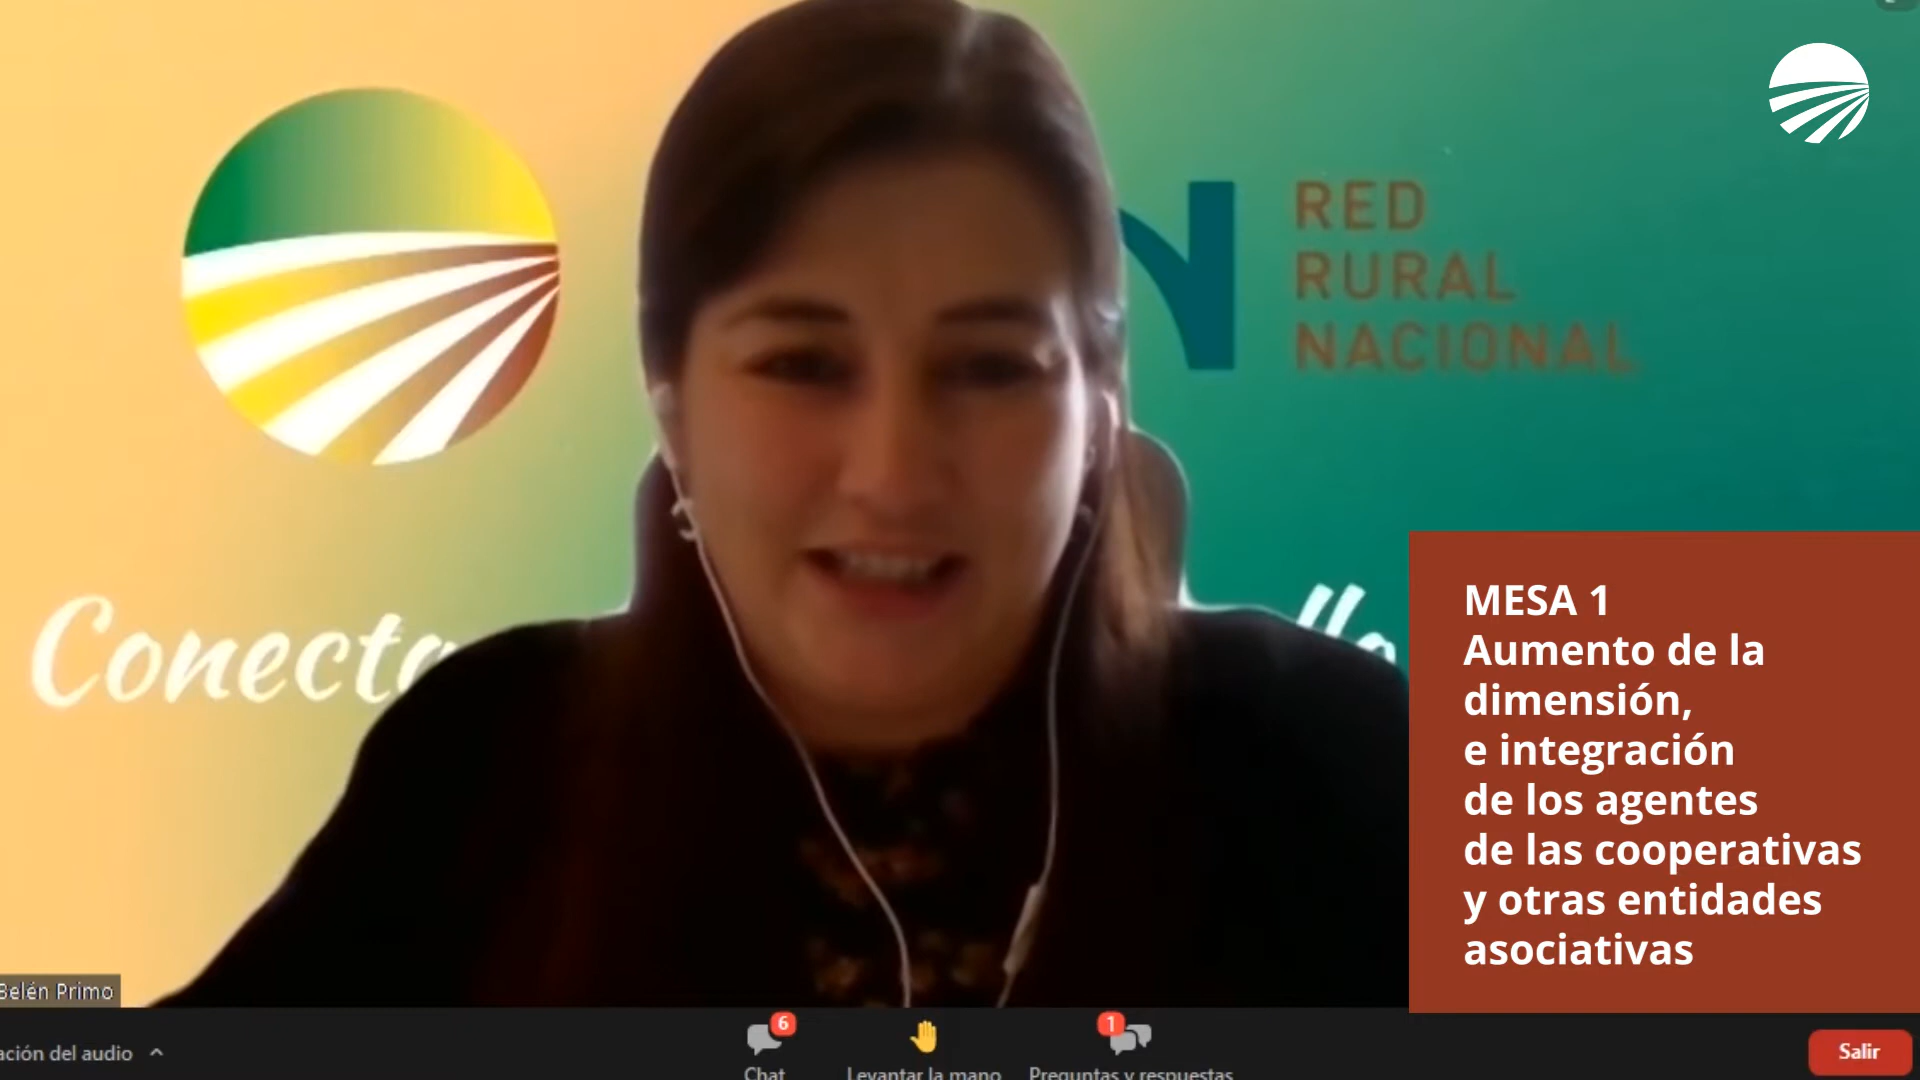 RED
RURAL
NACIONAL
MESA 1
Aumento de la
dimensión,
e integración
de los agentes
de las cooperativas
y otras entidades
asociativas
Belén Primo
ación del audio
6
Chat
Levantar la mano
1
Preguntas y respuestas
Salir